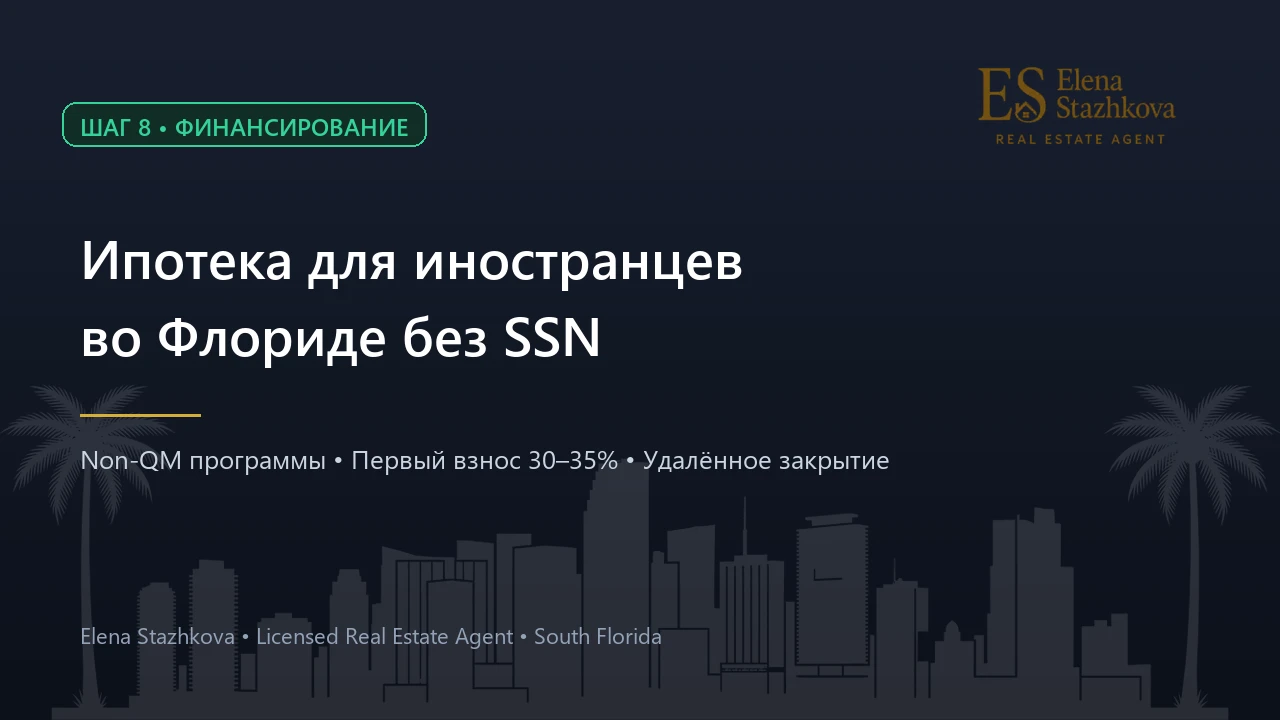 ШАГ 8 • ФИНАНСИРОВАНИЕ
ES Elena
Stazhkova
REAL ESTATE AGENT
Ипотека для иностранцев
во Флориде без SSN
Non-QM программы • Первый взнос 30–35% • Удалённое закрытие
Elena Stazhkova • Licensed Real Estate Agent • South Florida